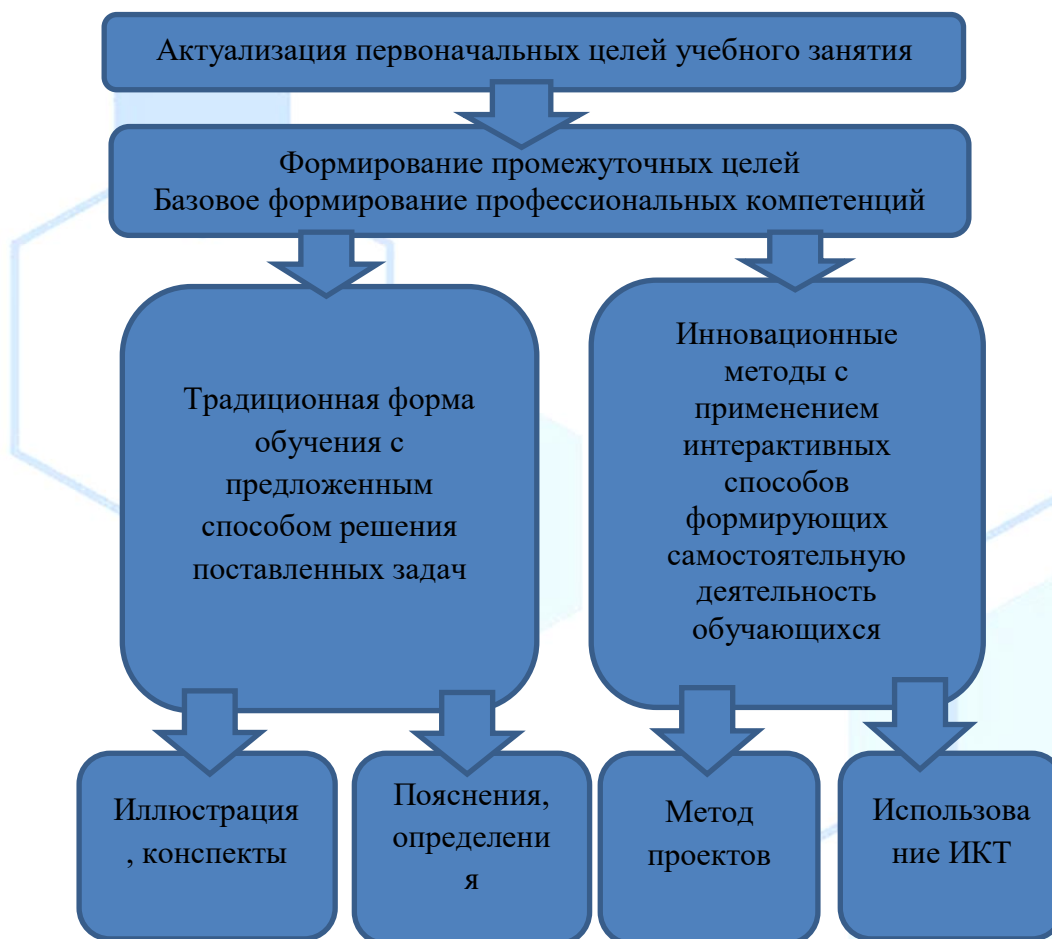 Актуализация первоначальных целей учебного занятия
Формирование промежуточных целей
Базовое формирование профессиональных компетенций
Традиционная форма
обучения с
предложенным
способом решения
поставленных задач
Инновационные
методы с
применением
интерактивных
способов
формирующих
самостоятельную
деятельность
обучающихся
Иллюстрация
, конспекты
Пояснения,
определени
я
Метод
проектов
Использова
ние ИКТ